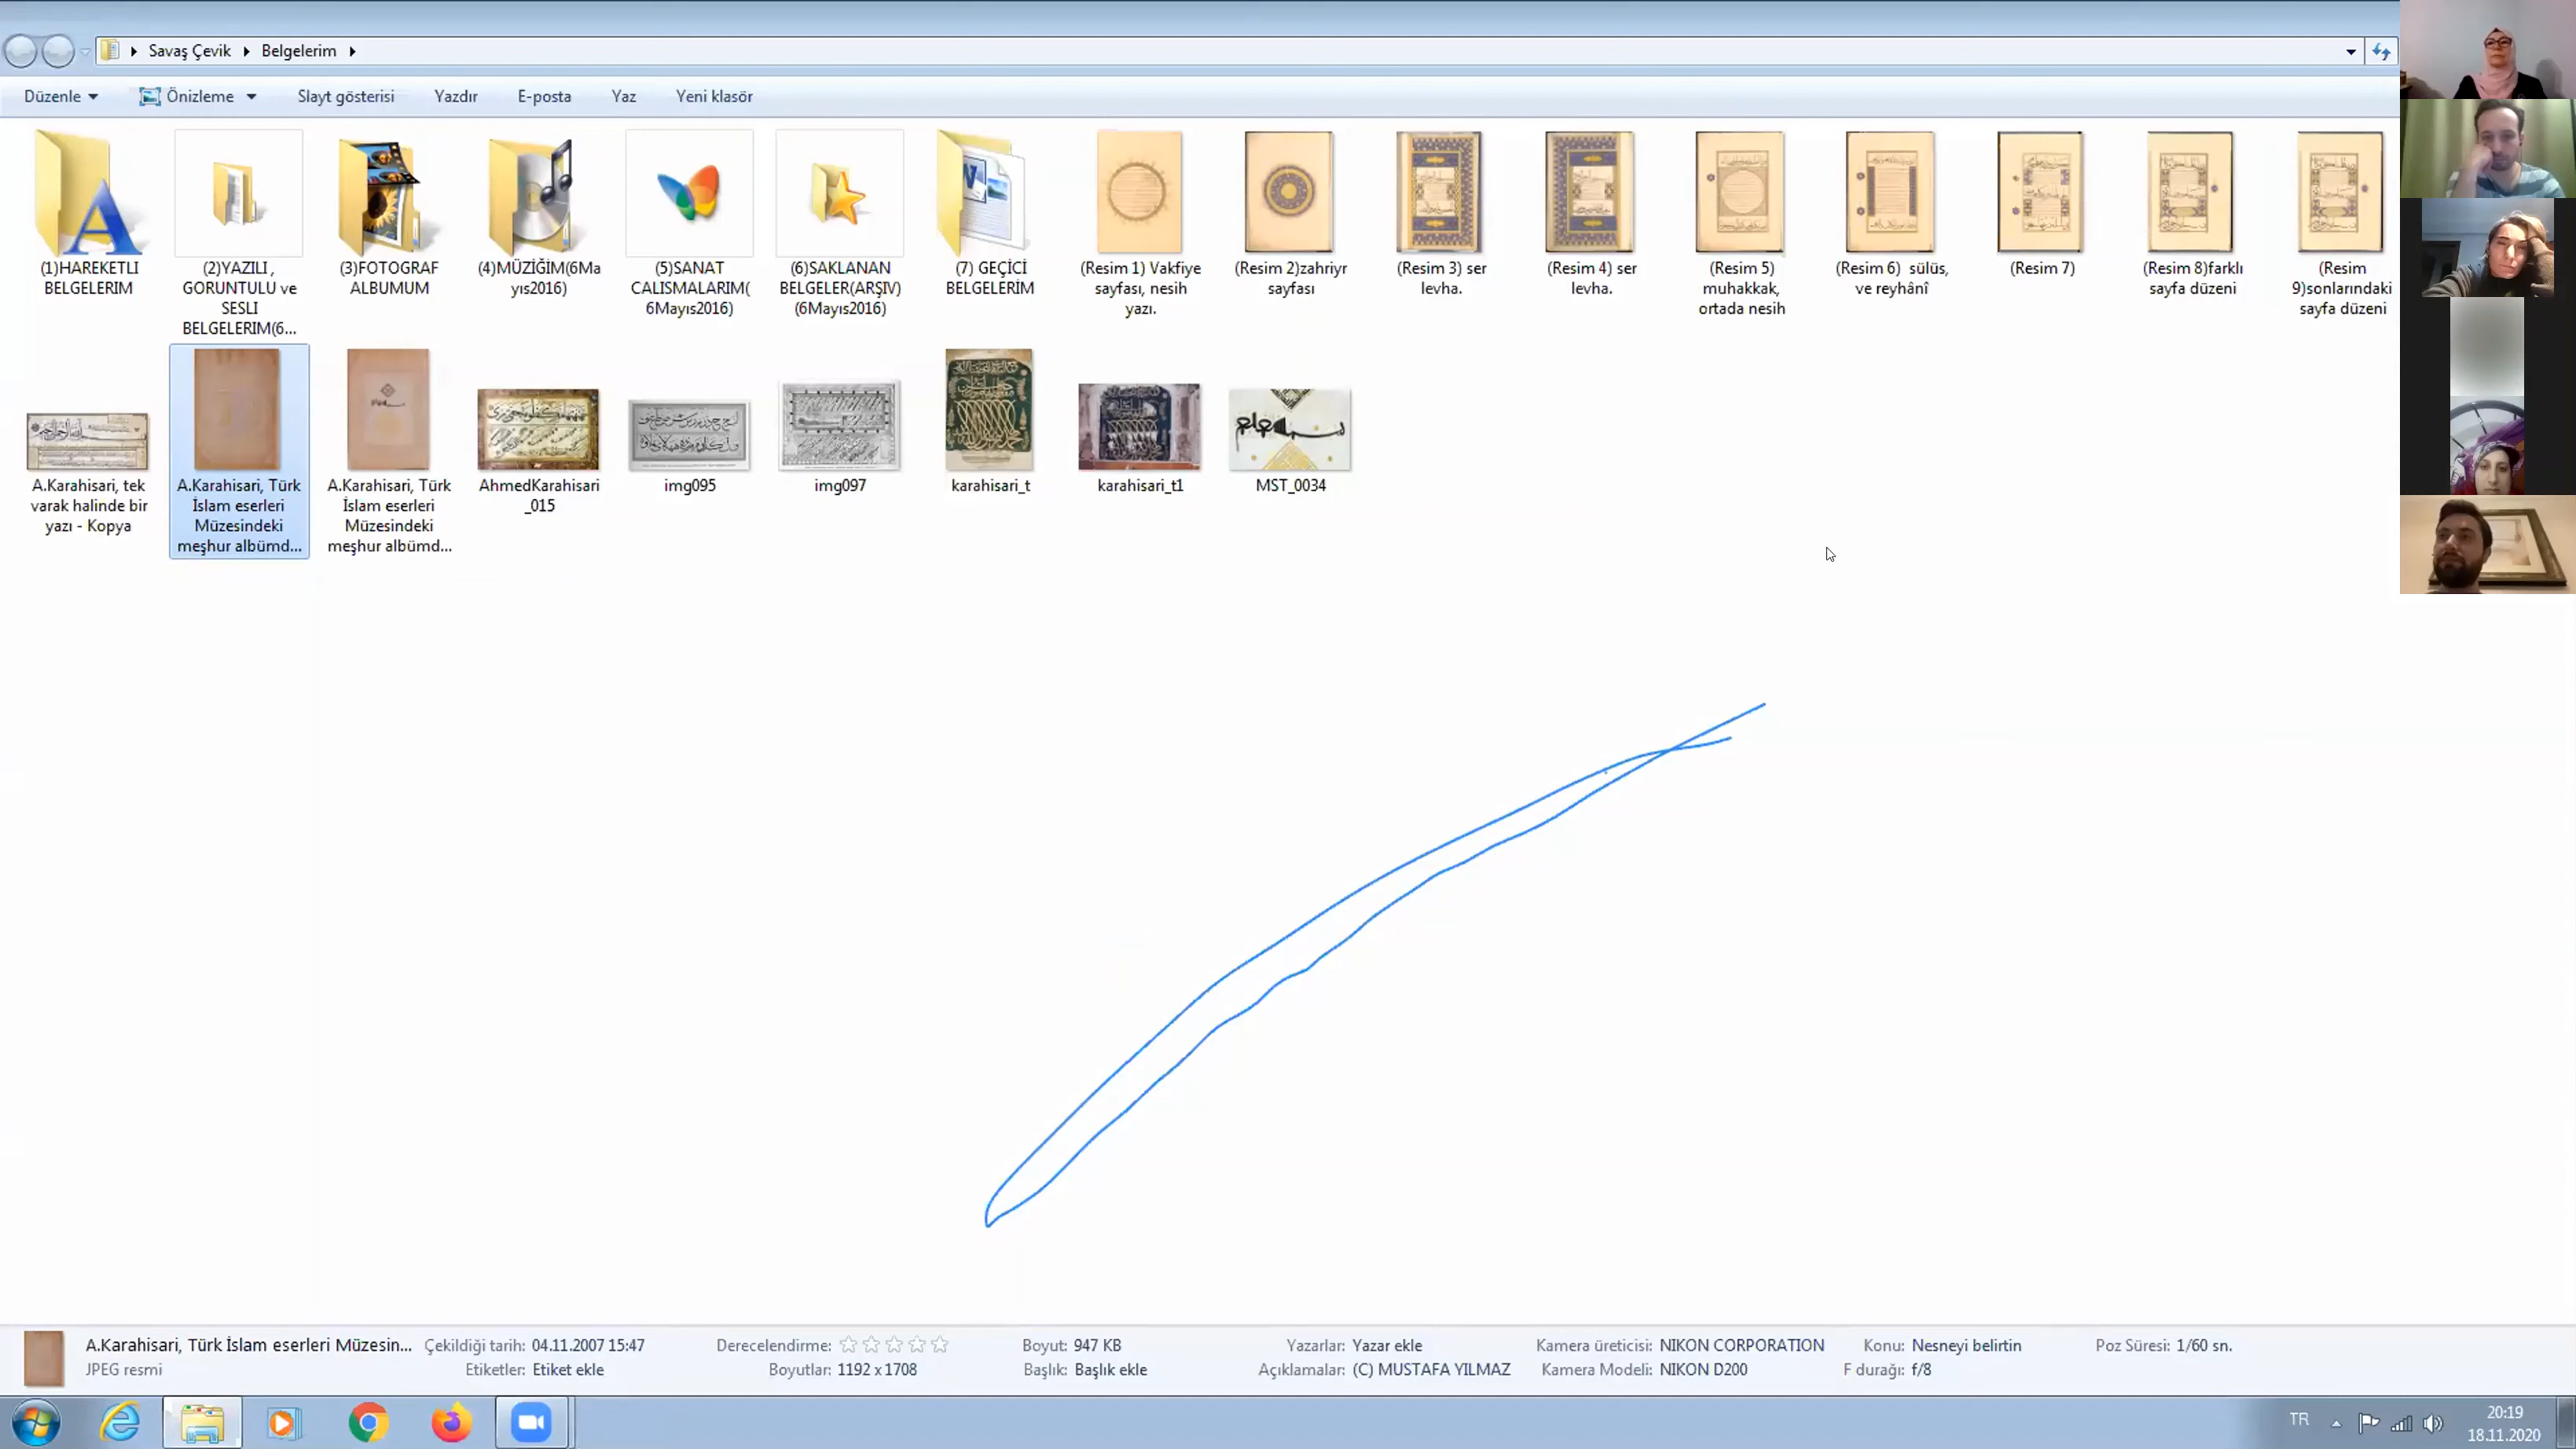 Savaş Çevik
Belgelerim
Düzenle
Önizleme
Slayt gösterisi
Yazdır
E-posta
Yaz
Yeni klasör
(1)HAREKETLI
BELGELERIM
(2)YAZILI ,
GORUNTULU ve
SESLI
BELGELERIM(6...
(3)FOTOGRAF
ALBUMUM
(4)MÜZİĞİM(6Ma
yıs2016)
(5)SANAT
CALISMALARIM(
6Mayıs2016)
(6)SAKLANAN
BELGELER(ARŞIV)
(6Mayıs2016)
(7) GEÇİCİ
BELGELERİM
(Resim 1) Vakfiye
sayfası, nesih
yazı.
(Resim 2)zahriyr
sayfası
(Resim 3) ser
levha.
(Resim 4) ser
levha.
(Resim 5)
muhakkak,
ortada nesih
(Resim 6) sülüs,
ve reyhânî
(Resim 7)
(Resim 8)farklı
sayfa düzeni
(Resim
9)sonlarındaki
sayfa düzeni
A.Karahisari, tek
varak halinde bir
yazı - Kopya
A.Karahisari, Türk
İslam eserleri
Müzesindeki
meşhur albümd...
A.Karahisari, Türk
İslam eserleri
Müzesindeki
meşhur albümd...
AhmedKarahisari
_015
img095
img097
karahisari_t
karahisari_t1
MST_0034
A.Karahisari, Türk İslam eserleri Müzesin... Çekildiği tarih: 04.11.2007 15:47 Derecelendirme: Boyut: 947 KB Yazarlar: Yazar ekle Kamera üreticisi: NIKON CORPORATION Konu: Nesneyi belirtin Poz Süresi: 1/60 sn.
JPEG resmi Etiketler: Etiket ekle Boyutlar: 1192 x 1708 Başlık: Başlık ekle Açıklamalar: (C) MUSTAFA YILMAZ Kamera Modeli: NIKON D200 F durağı: f/8
TR
20:19
18.11.2020